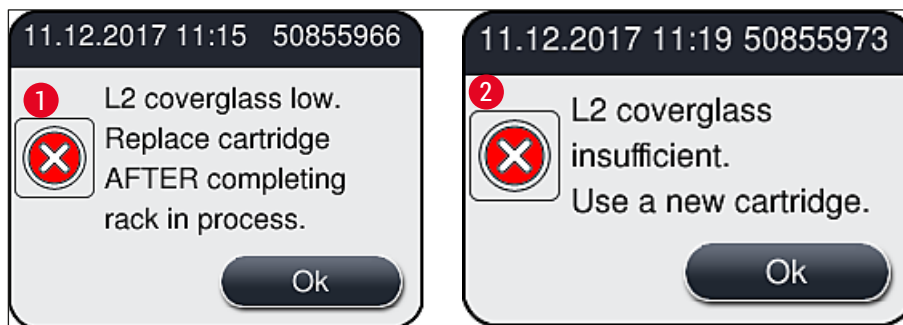 11.12.2017 11:15 50855966
1
L2 coverglass low.
Replace cartridge
AFTER completing
rack in process.
Ok
11.12.2017 11:19 50855973
2
L2 coverglass
insufficient.
Use a new cartridge.
Ok